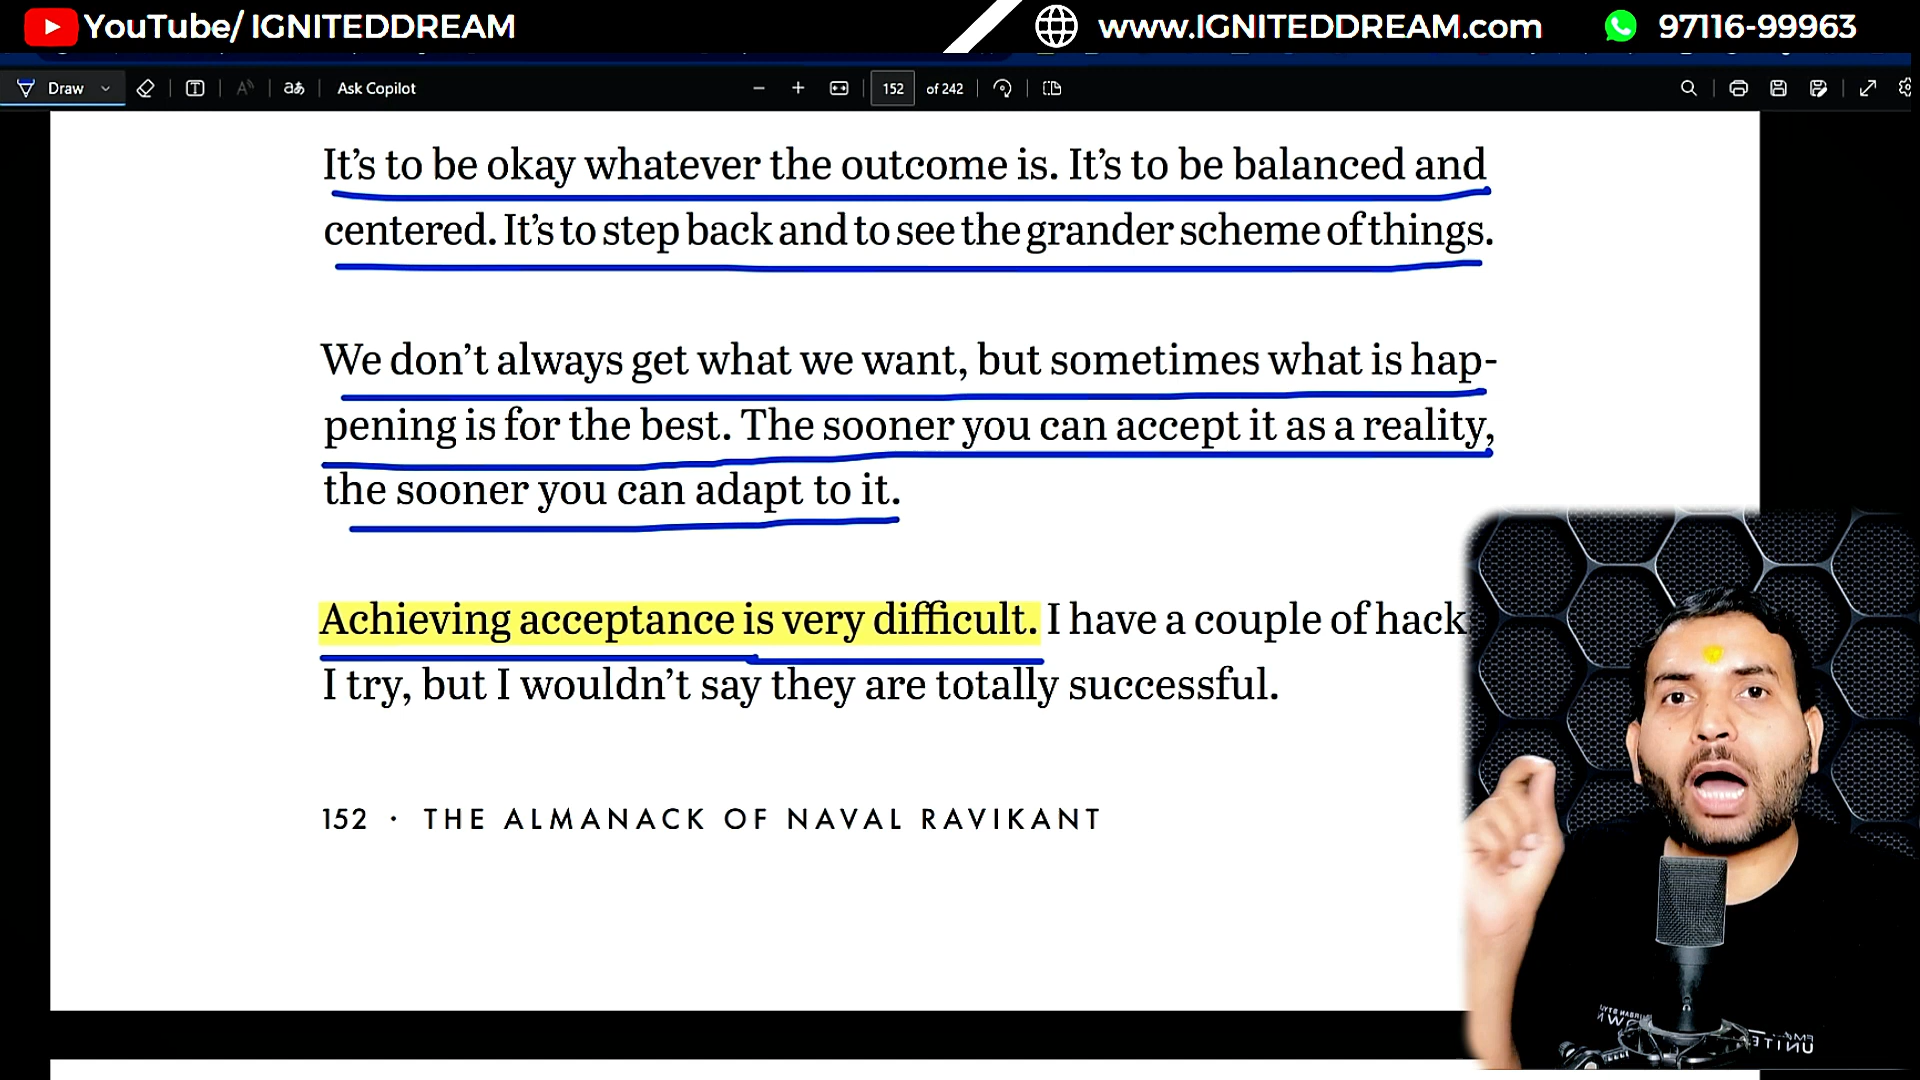 YouTube/ IGNITEDDREAM
www.IGNITEDDREAM.com
97116-99963
Draw
Ask Copilot
152 of 242
It’s to be okay whatever the outcome is. It’s to be balanced and
centered. It’s to step back and to see the grander scheme of things.
We don’t always get what we want, but sometimes what is hap-
pening is for the best. The sooner you can accept it as a reality,
the sooner you can adapt to it.
Achieving acceptance is very difficult. I have a couple of hack
I try, but I wouldn’t say they are totally successful.
152 · THE ALMANACK OF NAVAL RAVIKANT